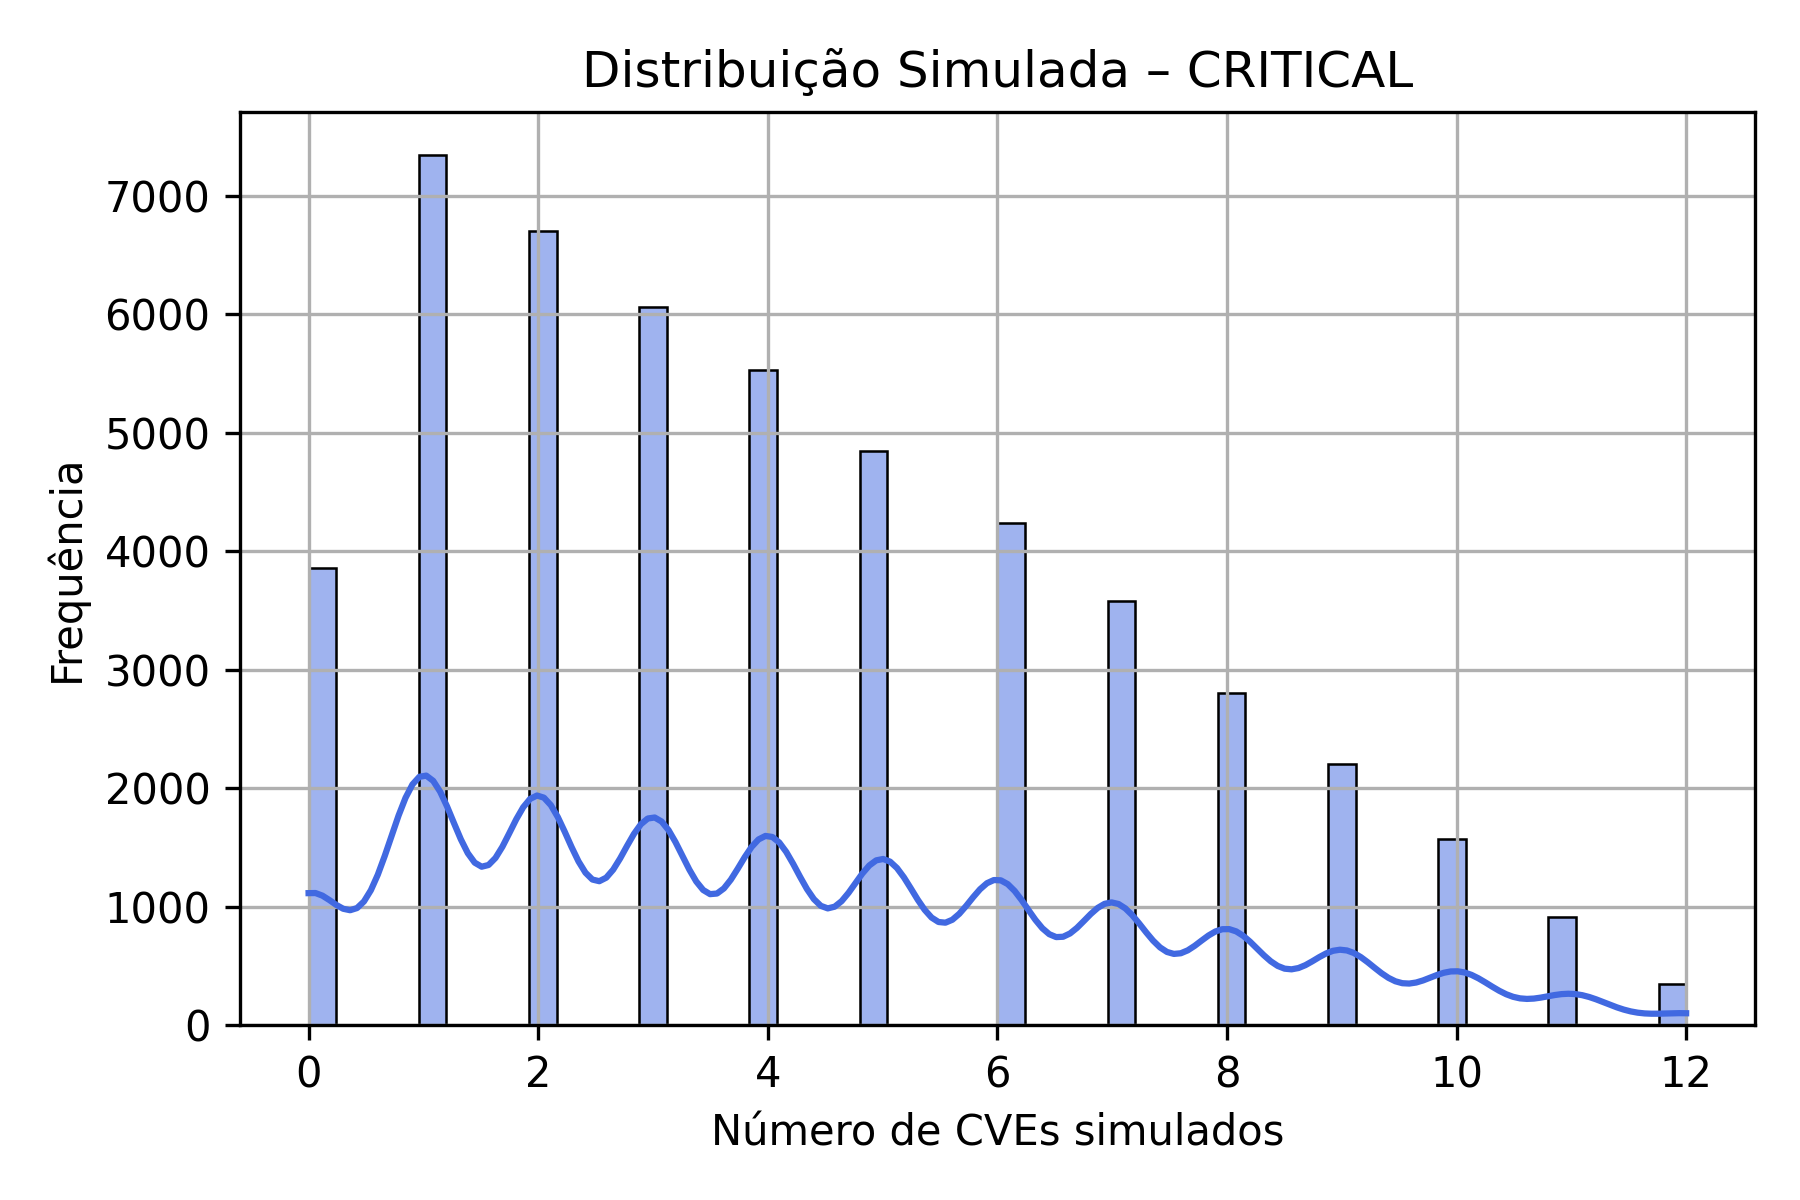 Distribuição Simulada – CRITICAL
Frequência
7000
6000
5000
4000
3000
2000
1000
0
0 2 4 6 8 10 12
Número de CVEs simulados